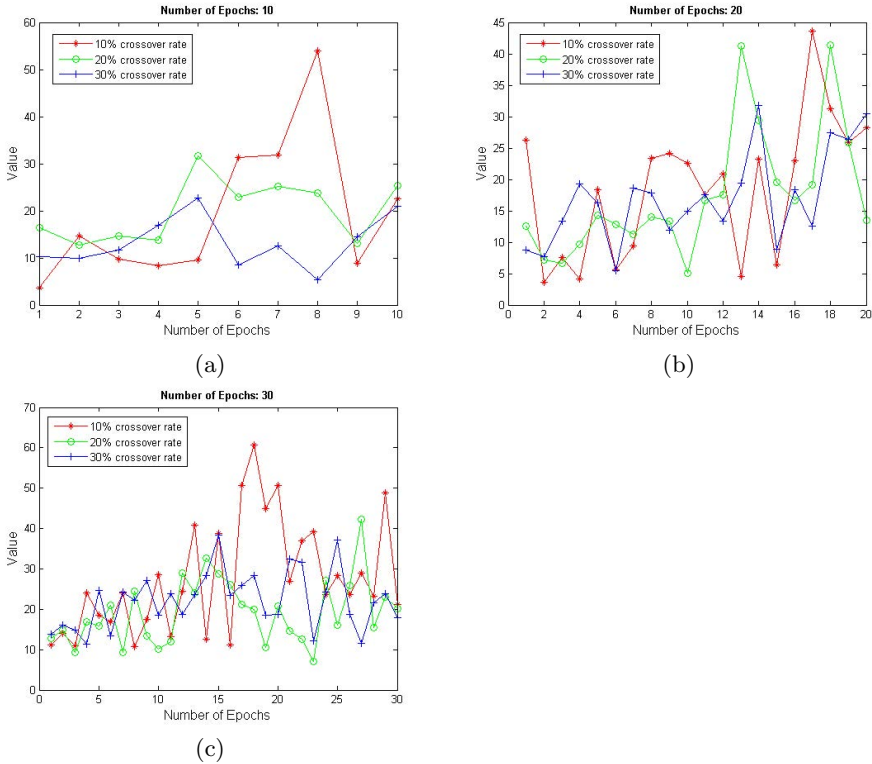 Number of Epochs: 10
60
50
40
30
20
10
0
Value
10% crossover rate
20% crossover rate
30% crossover rate
1 2 3 4 5 6 7 8 9 10
Number of Epochs
(a)
Number of Epochs: 20
45
40
35
30
25
20
15
10
5
0
Value
10% crossover rate
20% crossover rate
30% crossover rate
0 2 4 6 8 10 12 14 16 18 20
Number of Epochs
(b)
Number of Epochs: 30
70
60
50
40
30
20
10
0
Value
10% crossover rate
20% crossover rate
30% crossover rate
0 5 10 15 20 25 30
Number of Epochs
(c)